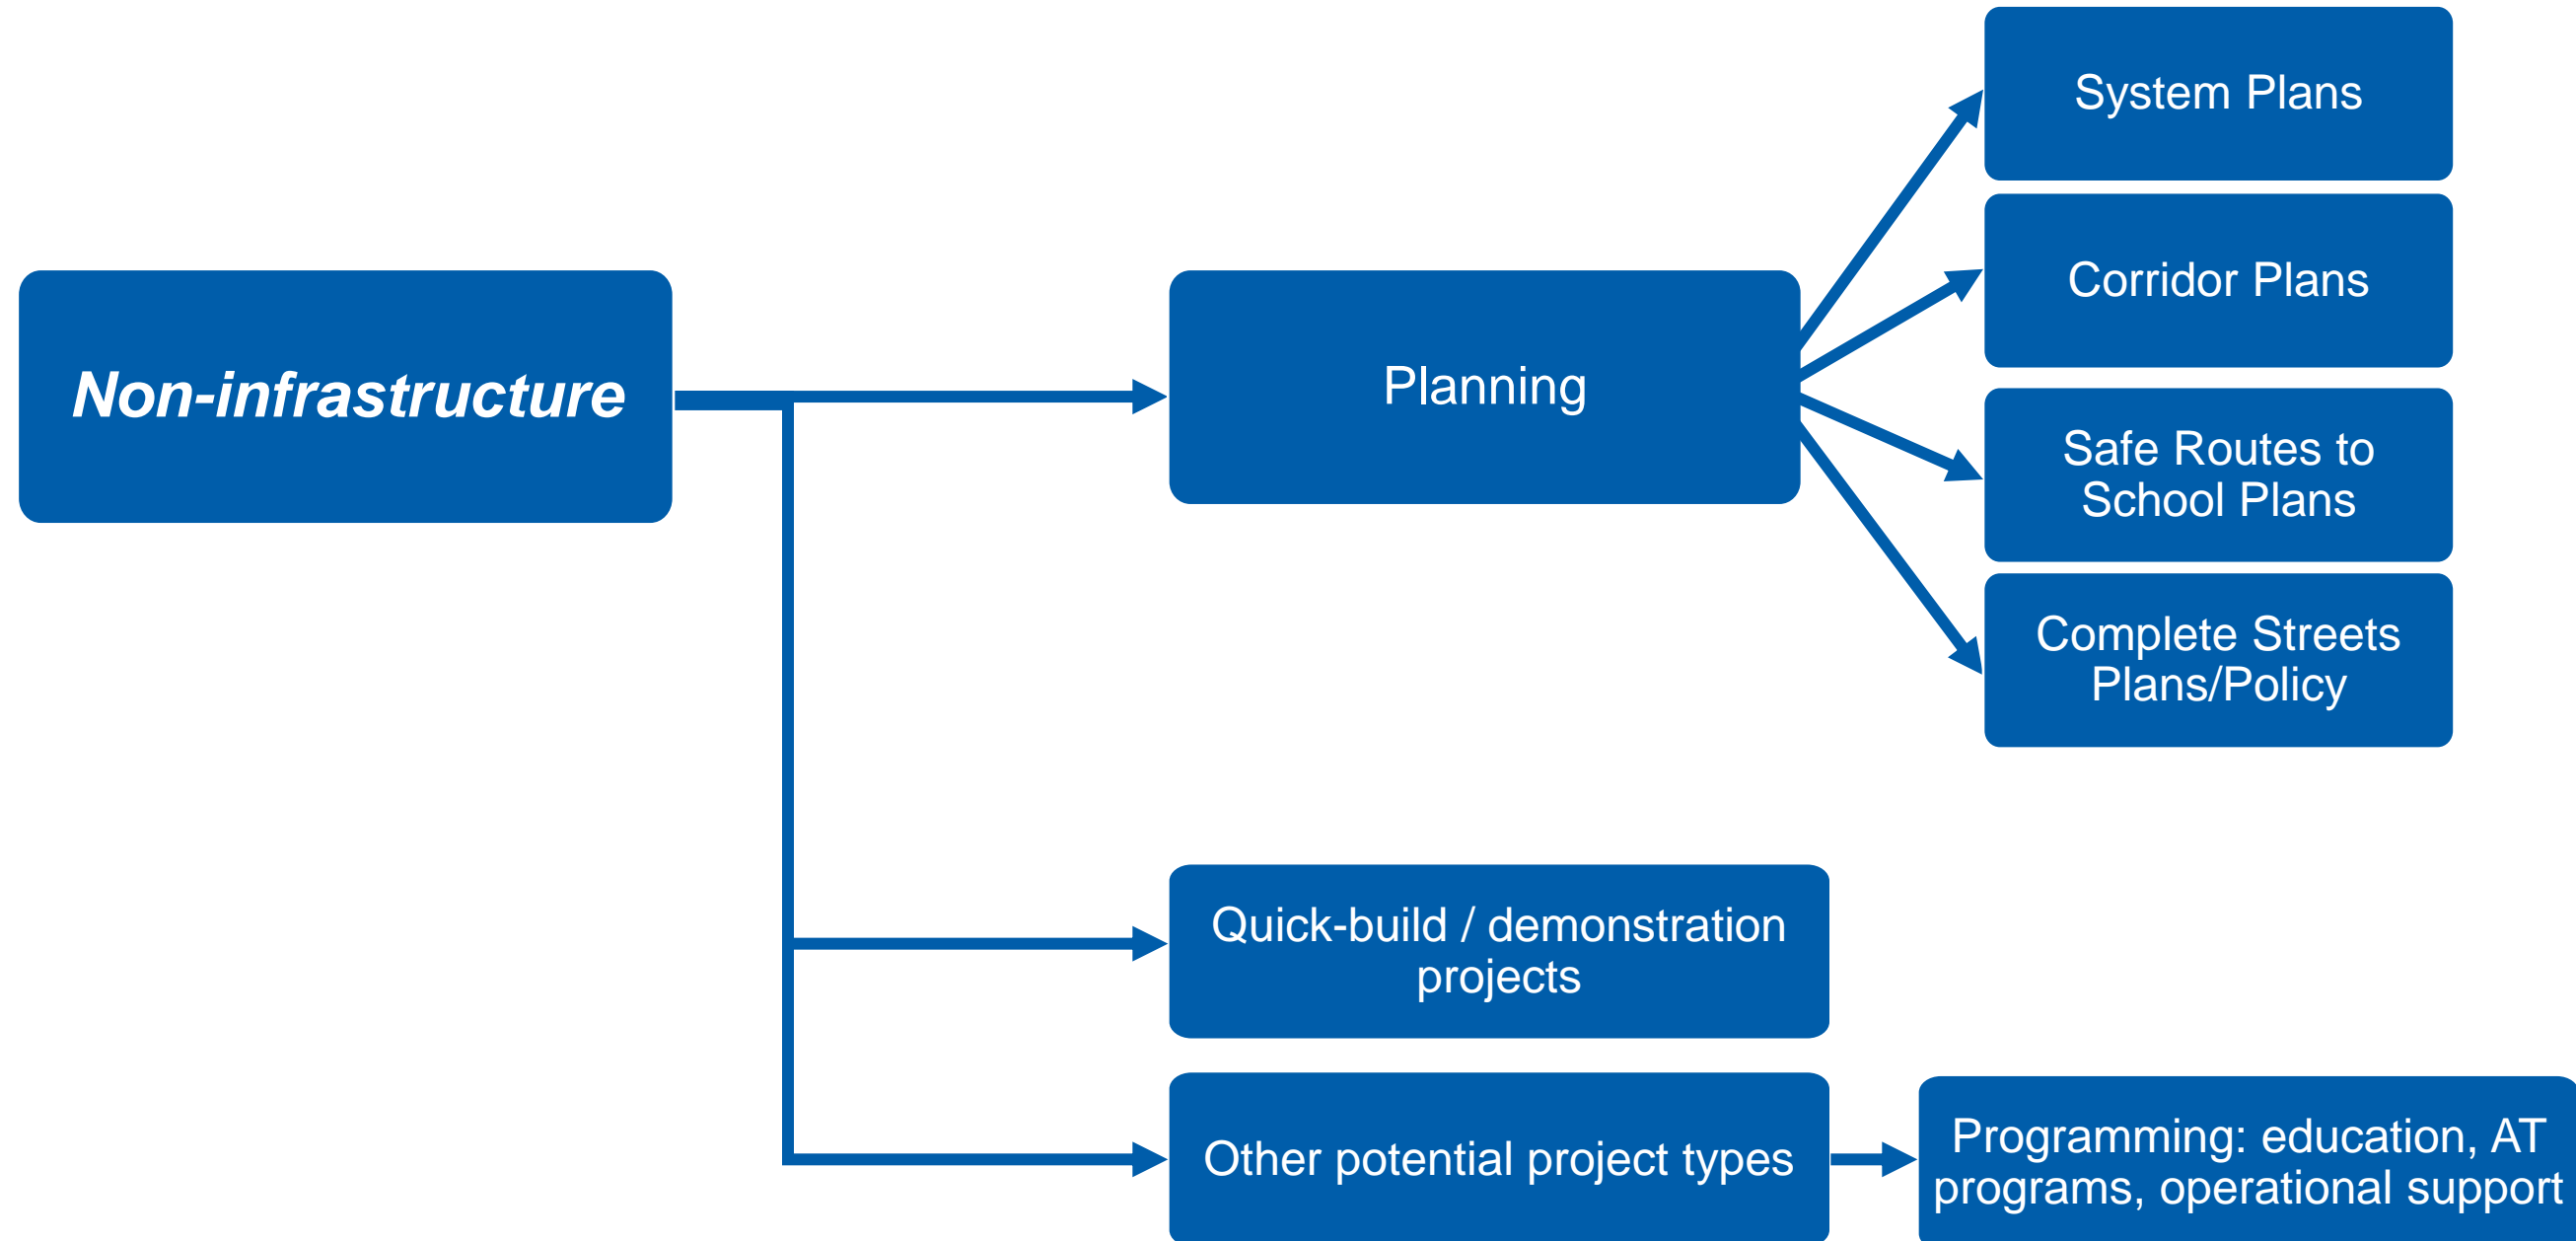 Non-infrastructure
Planning
System Plans
Corridor Plans
Safe Routes to
School Plans
Complete Streets
Plans/Policy
Quick-build / demonstration
projects
Other potential project types
Programming: education, AT
programs, operational support